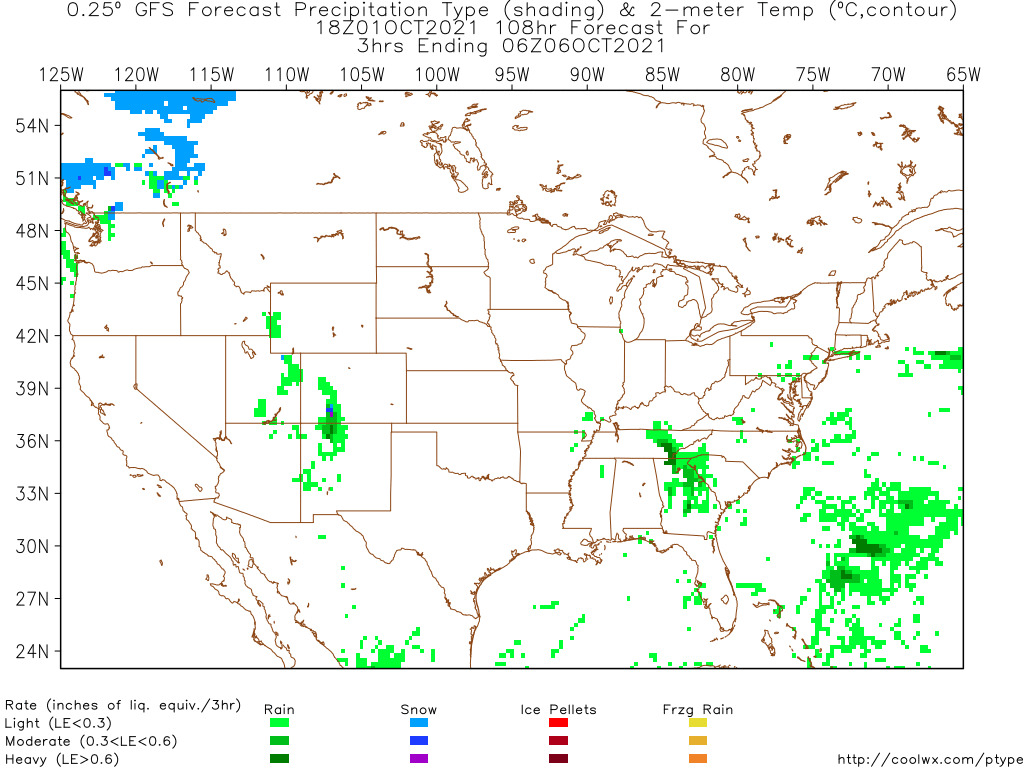 0.25º GFS Forecast Precipitation Type (shading) & 2-meter Temp (ºC,contour)
18Z01OCT2021 108hr Forecast For
3hrs Ending 06Z06OCT2021
125W 120W 115W 110W 105W 100W 95W 90W 85W 80W 75W 70W 65W
54N
51N
48N
45N
42N
39N
36N
33N
30N
27N
24N
Rate (inches of liq. equiv./3hr) Rain Snow Ice Pellets Frzg Rain
Light (LE<0.3)
Moderate (0.3<LE<0.6)
Heavy (LE>0.6) http://coolwx.com/ptype